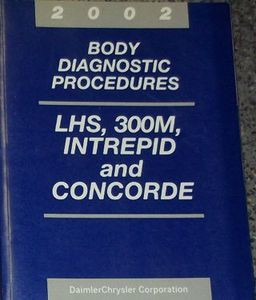 2002
BODY
DIAGNOSTIC
PROCEDURES
LHS, 300M,
INTREPID
and
CONCORDE
DaimlerChrysler Corporation